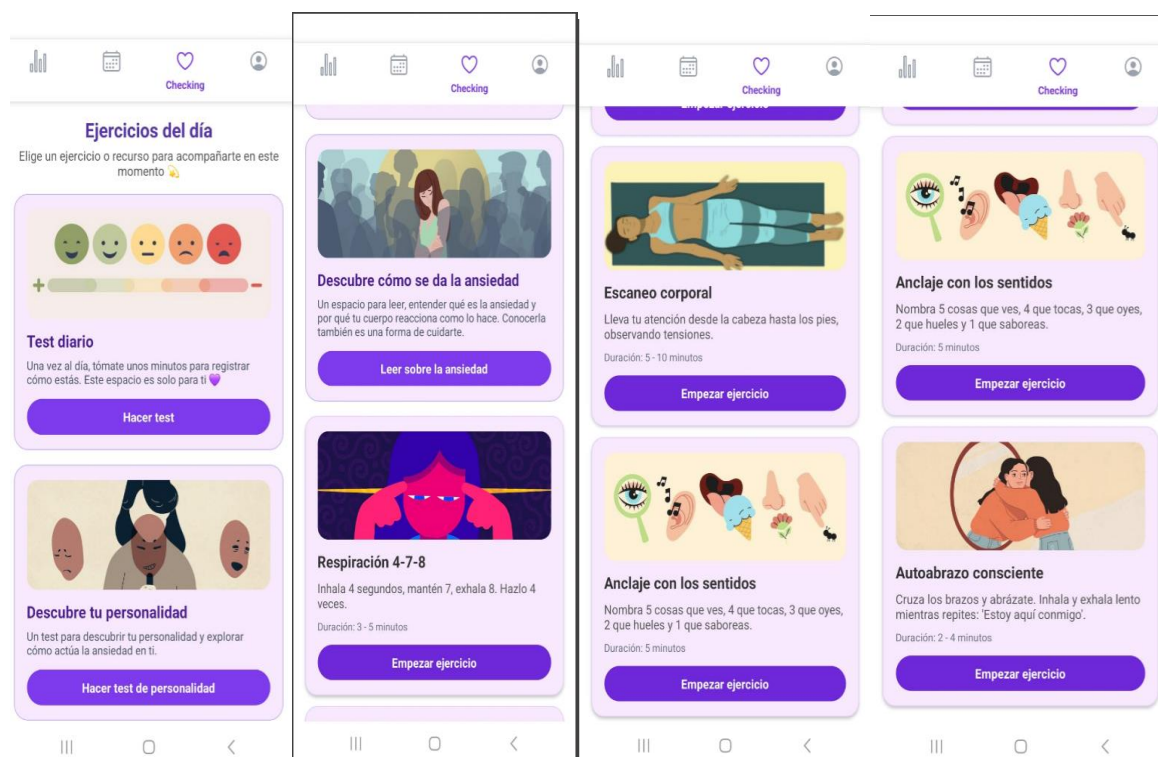 Checking
Ejercicios del día
Elige un ejercicio o recurso para acompañarte en este
momento 💫
Test diario
Una vez al día, tómate unos minutos para registrar
cómo estás. Este espacio es solo para ti 💜
Hacer test
Descubre tu personalidad
Un test para descubrir tu personalidad y explorar
cómo actúa la ansiedad en ti.
Hacer test de personalidad
Checking
Descubre cómo se da la ansiedad
Un espacio para leer, entender qué es la ansiedad y
por qué tu cuerpo reacciona como lo hace. Conocerla
también es una forma de cuidarte.
Leer sobre la ansiedad
Respiración 4-7-8
Inhala 4 segundos, mantén 7, exhala 8. Hazlo 4
veces.
Duración: 3 - 5 minutos
Empezar ejercicio
Checking
Empezar ejercicio
Escaneo corporal
Lleva tu atención desde la cabeza hasta los pies,
observando tensiones.
Duración: 5 - 10 minutos
Empezar ejercicio
Anclaje con los sentidos
Nombra 5 cosas que ves, 4 que tocas, 3 que oyes,
2 que hueles y 1 que saboreas.
Duración: 5 minutos
Empezar ejercicio
Checking
Anclaje con los sentidos
Nombra 5 cosas que ves, 4 que tocas, 3 que oyes,
2 que hueles y 1 que saboreas.
Duración: 5 minutos
Empezar ejercicio
Autoabrazo consciente
Cruza los brazos y abrázate. Inhala y exhala lento
mientras repites: 'Estoy aquí conmigo'.
Duración: 2 - 4 minutos
Empezar ejercicio